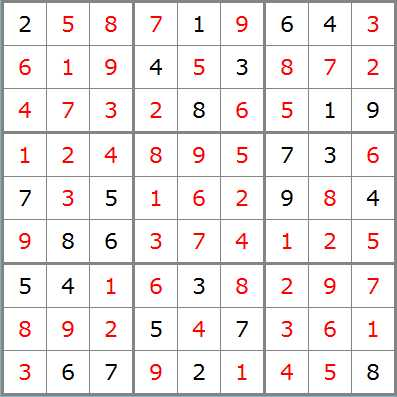 2 5 8 7 1 9 6 4 3
6 1 9 4 5 3 8 7 2
4 7 3 2 8 6 5 1 9
1 2 4 8 9 5 7 3 6
7 3 5 1 6 2 9 8 4
9 8 6 3 7 4 1 2 5
5 4 1 6 3 8 2 9 7
8 9 2 5 4 7 3 6 1
3 6 7 9 2 1 4 5 8